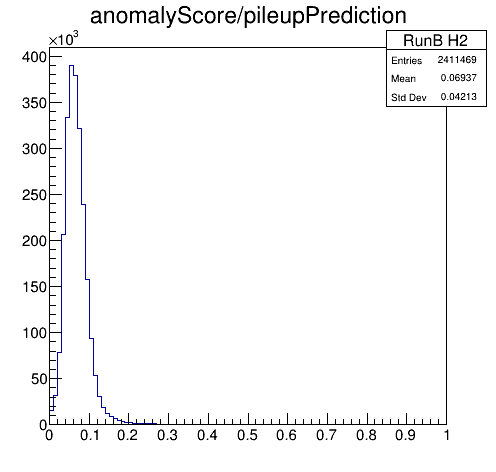 anomalyScore/pileupPrediction
×10³
RunB H2
Entries 2411469
Mean 0.06937
Std Dev 0.04213
400
350
300
250
200
150
100
50
0
0 0.1 0.2 0.3 0.4 0.5 0.6 0.7 0.8 0.9 1